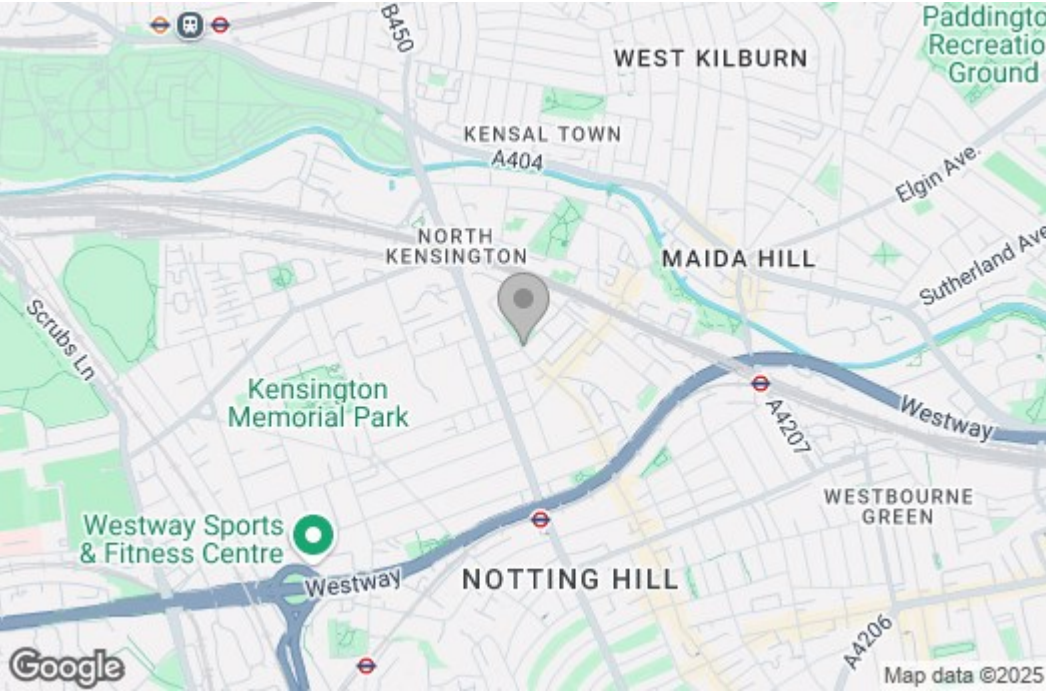 Paddingto
Recreatio
Ground
B450
WEST KILBURN
KENSAL TOWN
A404
Elgin Ave.
NORTH
KENSINGTON
MAIDA HILL
Sutherland Ave
Scrubs Ln
Kensington
Memorial Park
Westway
A4207
WESTBOURNE
GREEN
Westway Sports
& Fitness Centre
Westway
NOTTING HILL
A4206
Google
Map data ©2025